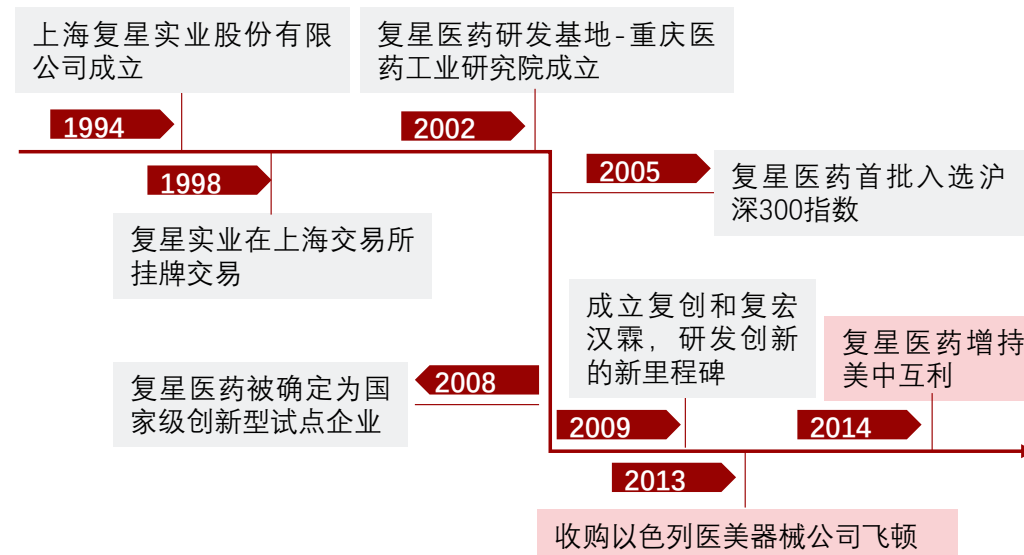 上海复星实业股份有限
公司成立
1994
复星医药研发基地-重庆医
药工业研究院成立
2002
1998
复星实业在上海交易所
挂牌交易
2005
复星医药首批入选沪
深300指数
2008
复星医药被确定为国
家级创新型试点企业
成立复创和复宏
汉霖，研发创新
的新里程碑
2009
2013
收购以色列医美器械公司飞顿
复星医药增持
美中互利
2014